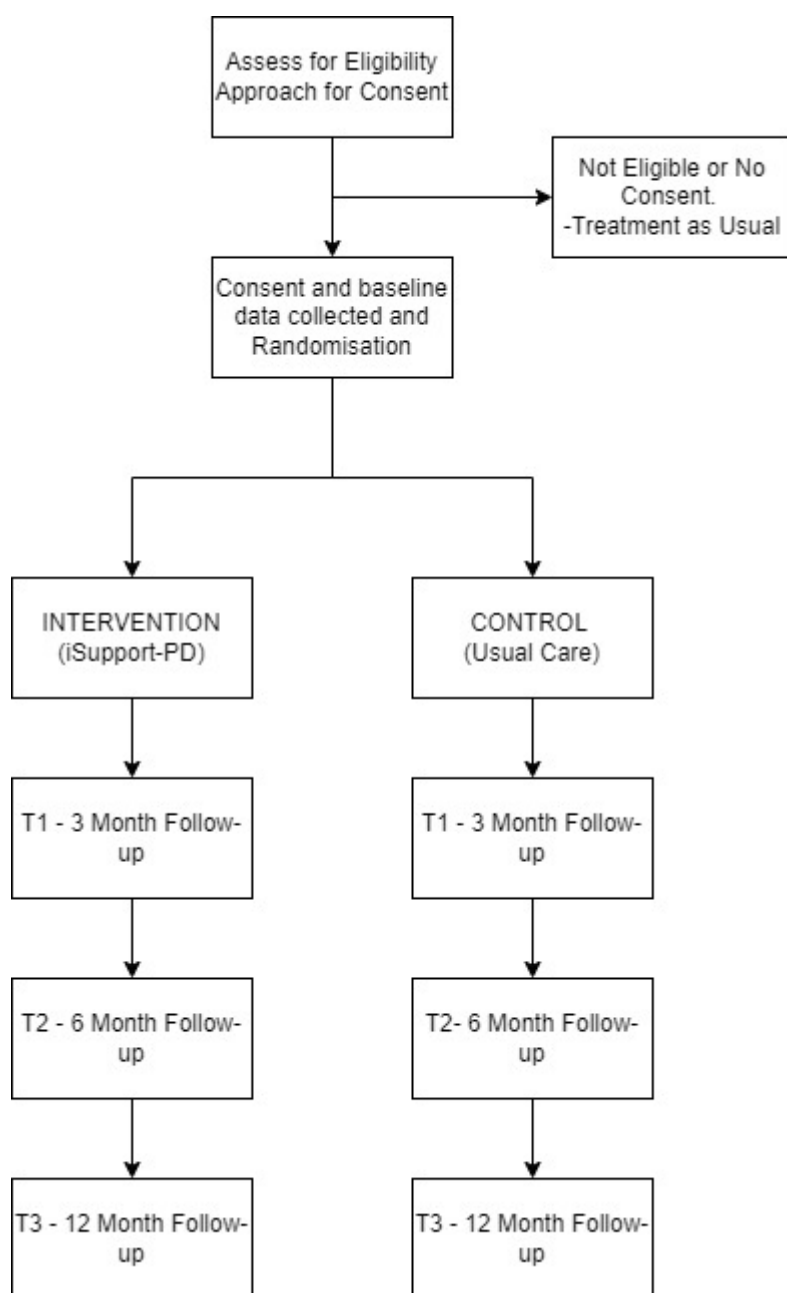 Assess for Eligibility
Approach for Consent
Not Eligible or No
Consent.
-Treatment as Usual
Consent and baseline
data collected and
Randomisation
INTERVENTION
(iSupport-PD)
CONTROL
(Usual Care)
T1 - 3 Month Follow-
up
T1 - 3 Month Follow-
up
T2 - 6 Month Follow-
up
T2- 6 Month Follow-
up
T3 - 12 Month Follow-
up
T3 - 12 Month Follow-
up